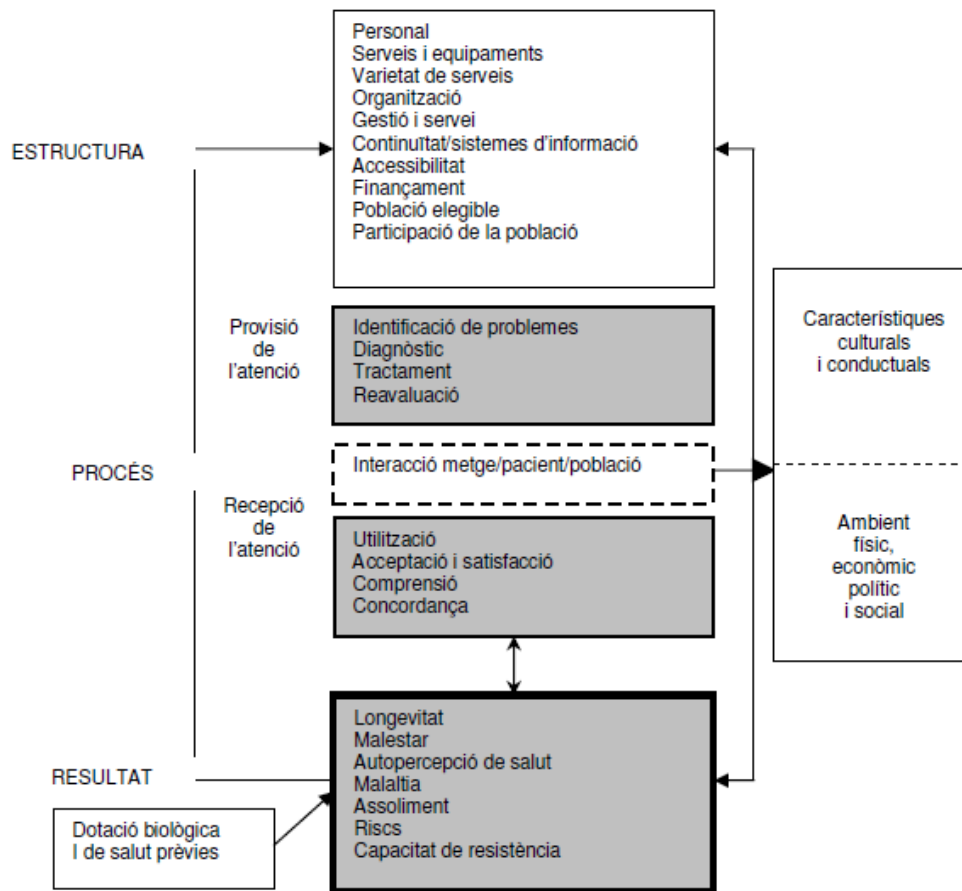 Personal
Serveis i equipaments
Varietat de serveis
Organització
Gestió i servei
Continuïtat/sistemes d'informació
Accessibilitat
Finançament
Població elegible
Participació de la població
ESTRUCTURA
Provisió
de
l'atenció
Identificació de problemes
Diagnòstic
Tractament
Reavaluació
Característiques
culturals
i conductuals
PROCÉS
Interacció metge/pacient/població
Recepció
de
l'atenció
Utilització
Acceptació i satisfacció
Comprensió
Concordança
Ambient
físic,
econòmic
polític
i social
RESULTAT
Longevitat
Malestar
Autopercepció de salut
Malaltia
Assoliment
Riscs
Capacitat de resistència
Dotació biològica
I de salut prèvies